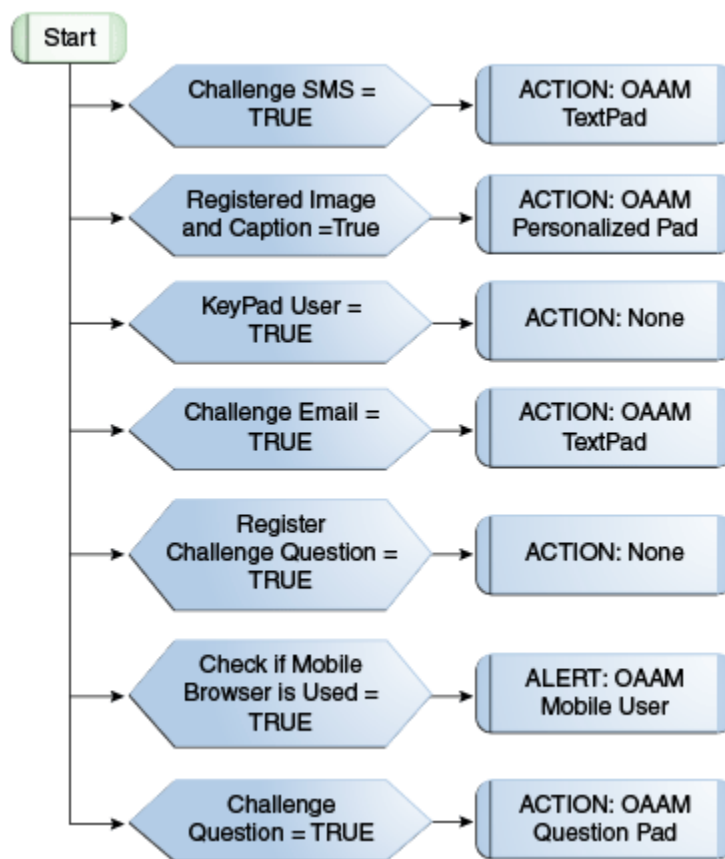 Start
Challenge SMS =
TRUE
ACTION: OAAM
TextPad
Registered Image
and Caption =True
ACTION: OAAM
Personalized Pad
KeyPad User =
TRUE
ACTION: None
Challenge Email =
TRUE
ACTION: OAAM
TextPad
Register
Challenge Question =
TRUE
ACTION: None
Check if Mobile
Browser is Used =
TRUE
ALERT: OAAM
Mobile User
Challenge
Question = TRUE
ACTION: OAAM
Question Pad